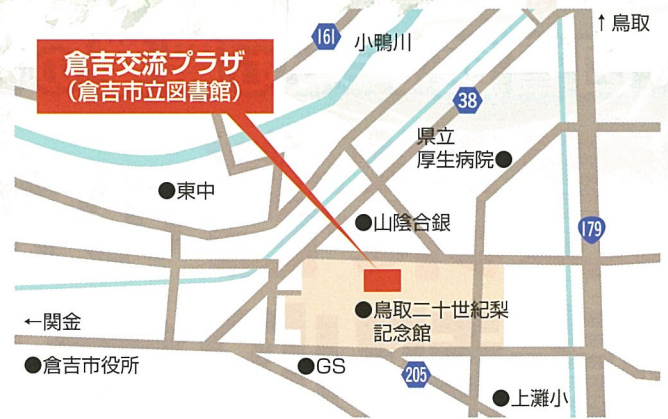 161
小鴨川
↑鳥取
倉吉交流プラザ
（倉吉市立図書館）
38
県立
厚生病院●
●東中
●山陰合銀
179
●鳥取二十世紀梨
記念館
←関金
●倉吉市役所
●GS
205
●上灘小